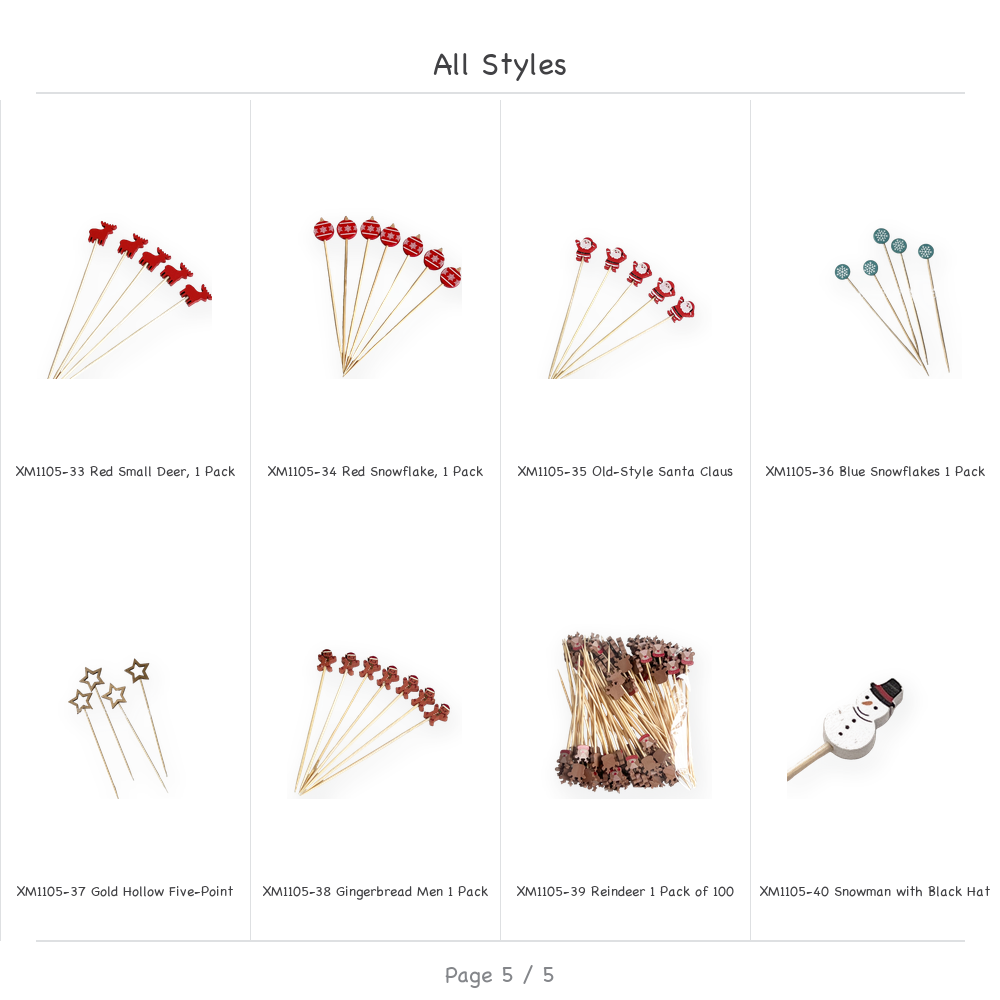 All Styles
XM1105-33 Red Small Deer, 1 Pack
XM1105-34 Red Snowflake, 1 Pack
XM1105-35 Old-Style Santa Claus
XM1105-36 Blue Snowflakes 1 Pack
XM1105-37 Gold Hollow Five-Point
XM1105-38 Gingerbread Men 1 Pack
XM1105-39 Reindeer 1 Pack of 100
XM1105-40 Snowman with Black Hat
Page 5 / 5